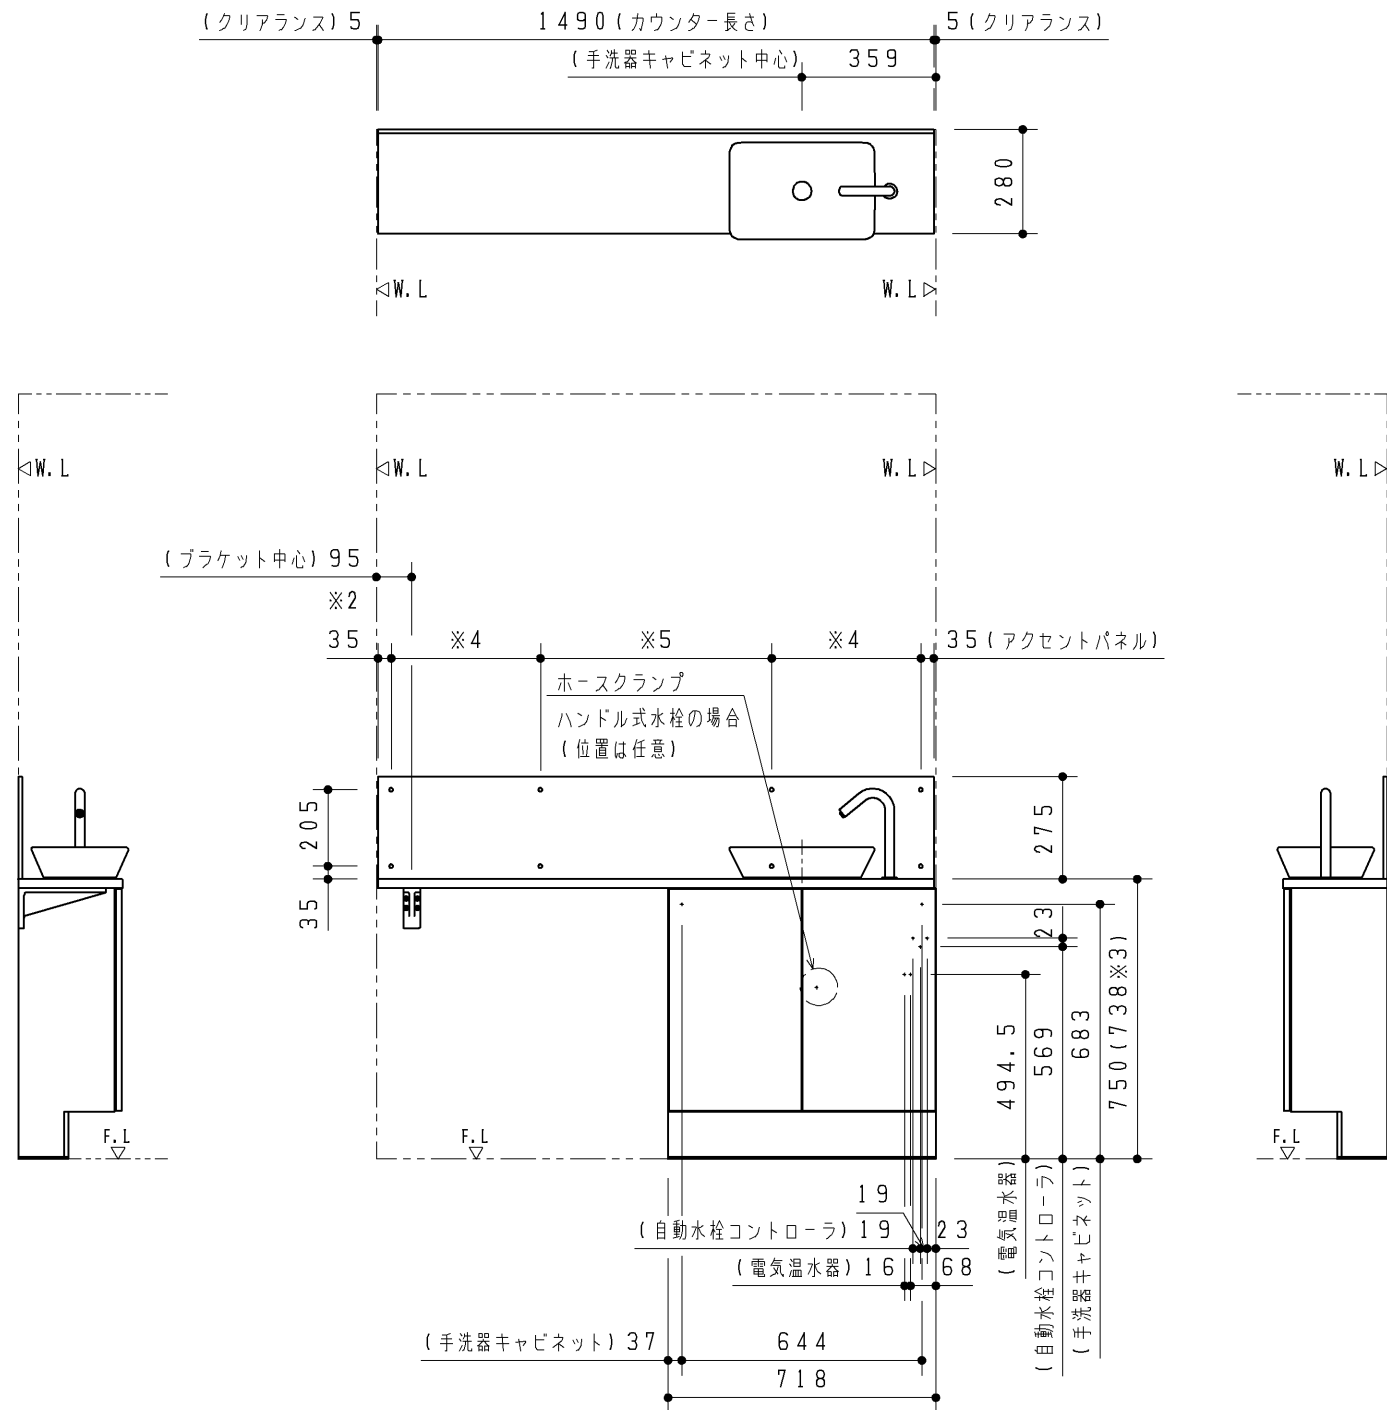 (クリアランス) 5 1490(カウンター長さ) 5(クリアランス)
(手洗器キャビネット中心) 359
280
W.L W.L
W.L W.L W.L W.L
(ブラケット中心) 95
※2
35 ※4 ※5 ※4 35(アクセントパネル)
ホースクランプ
ハンドル式水栓の場合
(位置は任意)
205
35
275
23
494.5
569
683
750(738※3)
F.L F.L F.L
(電気温水器)
(自動水栓コントローラ)
(手洗器キャビネット)
19
(自動水栓コントローラ) 19 23
(電気温水器) 16 68
(手洗器キャビネット) 37 644
718